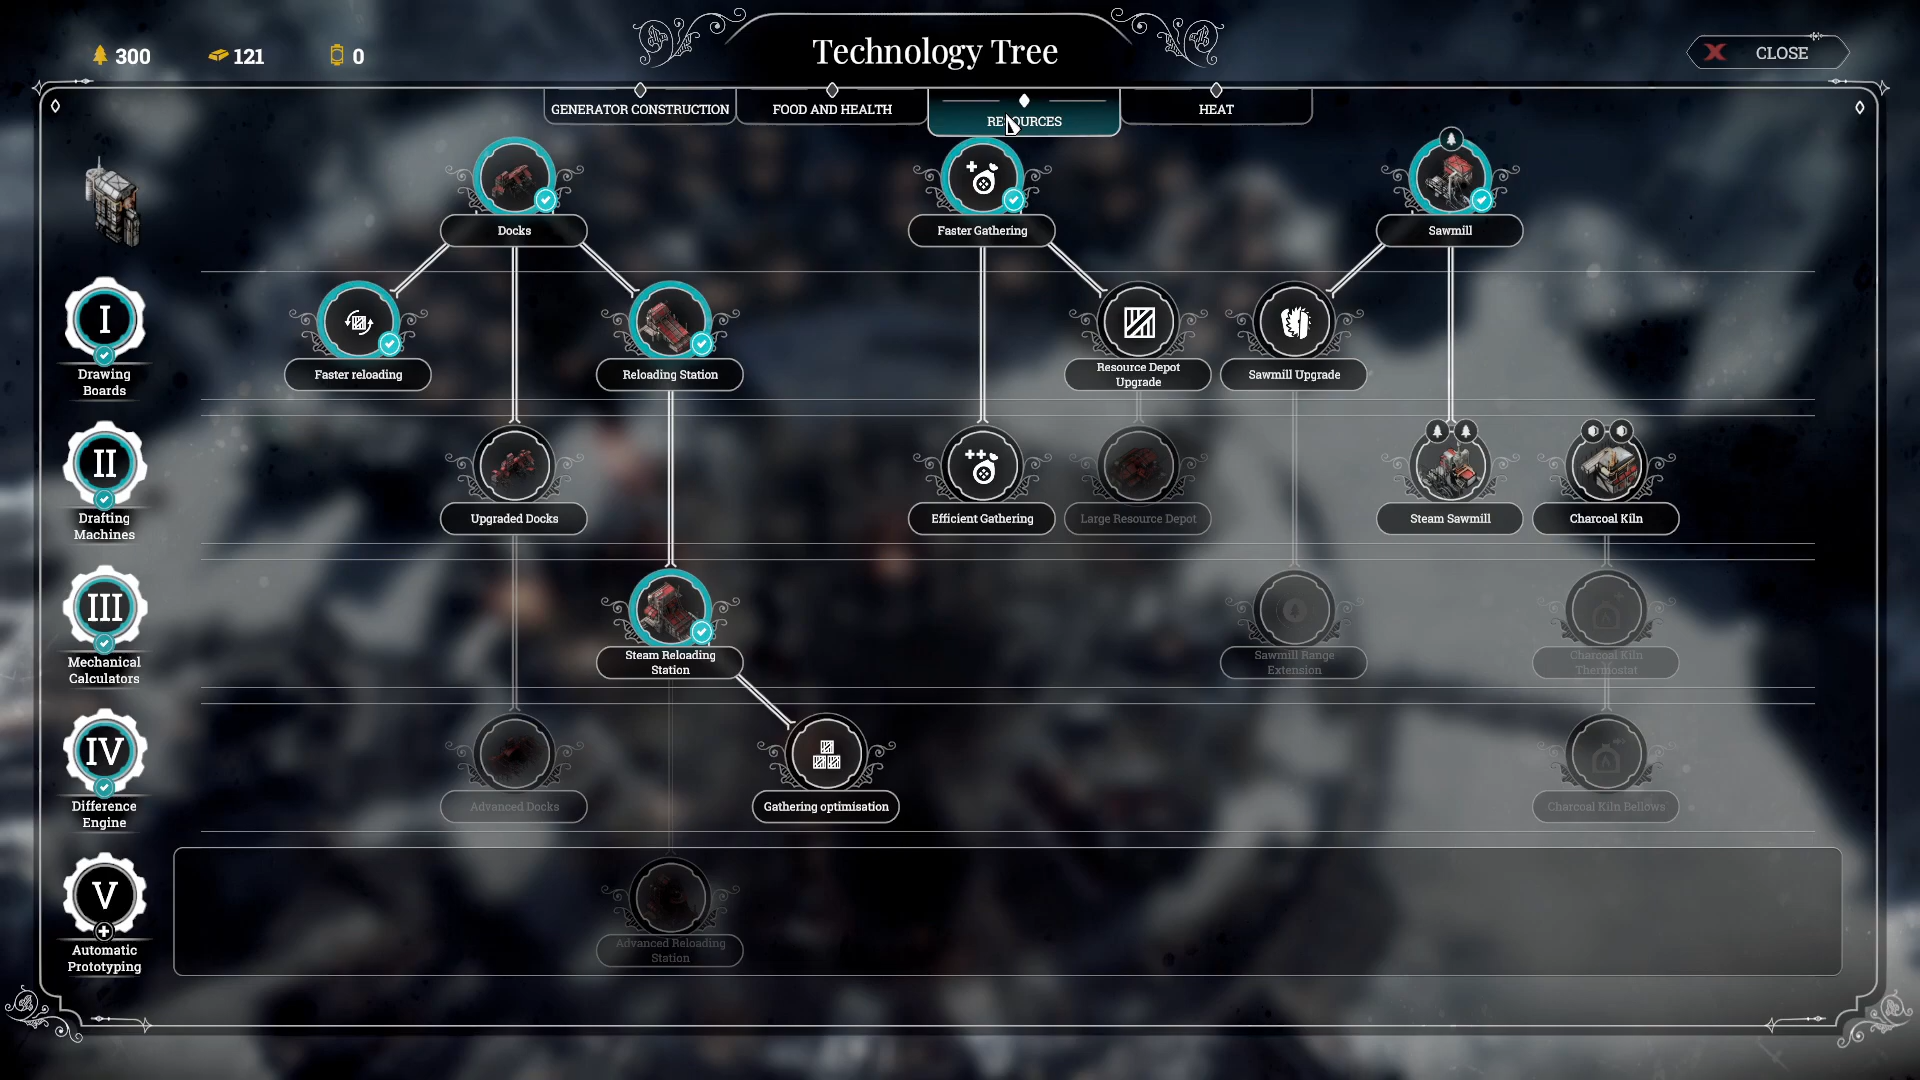 300
121
0
Technology Tree
CLOSE
GENERATOR CONSTRUCTION
FOOD AND HEALTH
RESOURCES
HEAT
Docks
Faster Gathering
Sawmill
I
Drawing
Boards
Faster reloading
Reloading Station
Resource Depot
Upgrade
Sawmill Upgrade
II
Drafting
Machines
Upgraded Docks
Efficient Gathering
Large Resource Depot
Steam Sawmill
Charcoal Kiln
III
Mechanical
Calculators
Steam Reloading
Station
Sawmill Range
Extension
Charcoal Kiln
Thermostat
IV
Difference
Engine
Advanced Docks
Gathering optimisation
Charcoal Kiln Bellows
V
Automatic
Prototyping
Advanced Reloading
Station